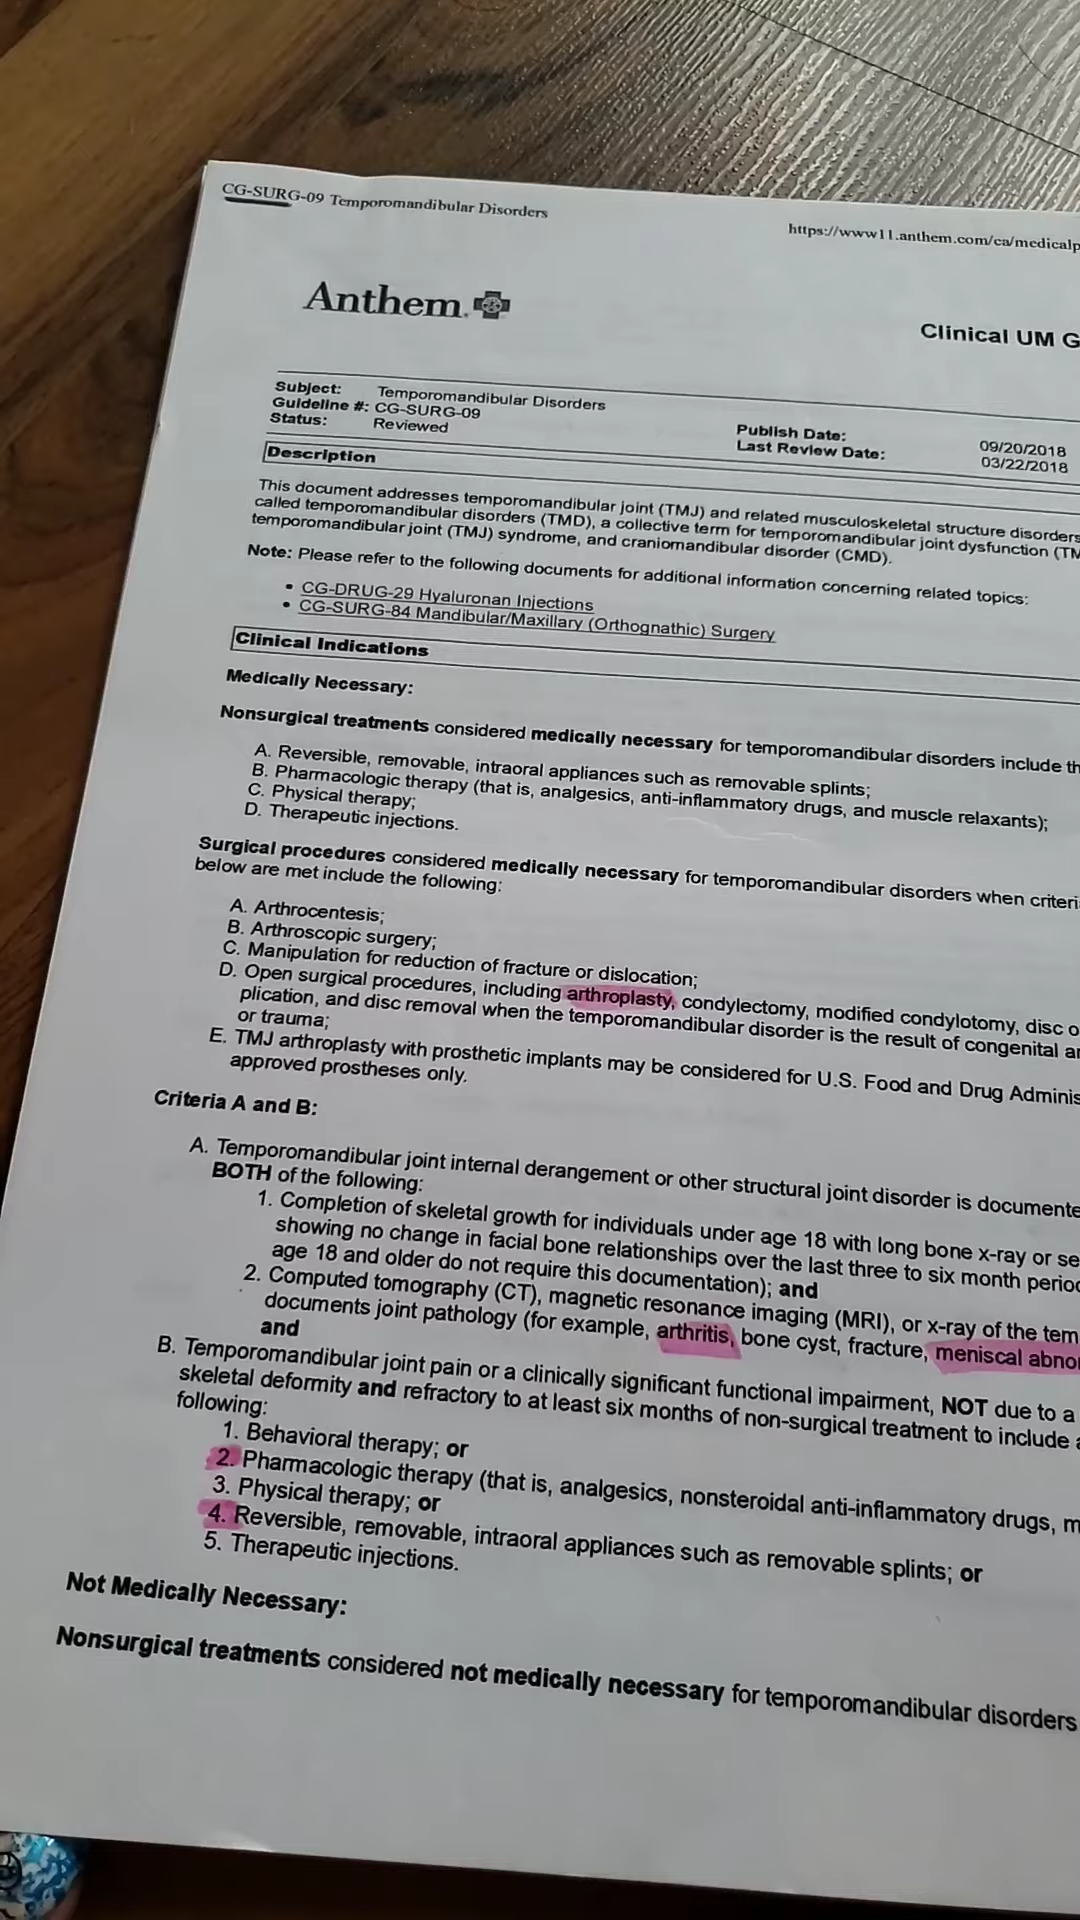 CG-SURG-09 Temporomandibular Disorders
https://www11.anthem.com/ca/medicalp
Anthem.
Clinical UM G
Subject: Temporomandibular Disorders
Guideline #: CG-SURG-09
Status: Reviewed
Publish Date: 09/20/2018
Last Review Date: 03/22/2018
Description
This document addresses temporomandibular joint (TMJ) and related musculoskeletal structure disorders
called temporomandibular disorders (TMD), a collective term for temporomandibular joint dysfunction (TM
temporomandibular joint (TMJ) syndrome, and craniomandibular disorder (CMD).
Note: Please refer to the following documents for additional information concerning related topics:
• CG-DRUG-29 Hyaluronan Injections
• CG-SURG-84 Mandibular/Maxillary (Orthognathic) Surgery
Clinical Indications
Medically Necessary:
Nonsurgical treatments considered medically necessary for temporomandibular disorders include th
A. Reversible, removable, intraoral appliances such as removable splints;
B. Pharmacologic therapy (that is, analgesics, anti-inflammatory drugs, and muscle relaxants);
C. Physical therapy;
D. Therapeutic injections.
Surgical procedures considered medically necessary for temporomandibular disorders when criteri
below are met include the following:
A. Arthrocentesis;
B. Arthroscopic surgery;
C. Manipulation for reduction of fracture or dislocation;
D. Open surgical procedures, including arthroplasty, condylectomy, modified condylotomy, disc o
plication, and disc removal when the temporomandibular disorder is the result of congenital an
or trauma;
E. TMJ arthroplasty with prosthetic implants may be considered for U.S. Food and Drug Adminis
approved prostheses only.
Criteria A and B:
A. Temporomandibular joint internal derangement or other structural joint disorder is documente
BOTH of the following:
1. Completion of skeletal growth for individuals under age 18 with long bone x-ray or se
showing no change in facial bone relationships over the last three to six month perio
age 18 and older do not require this documentation); and
2. Computed tomography (CT), magnetic resonance imaging (MRI), or x-ray of the tem
documents joint pathology (for example, arthritis, bone cyst, fracture, meniscal abno
and
B. Temporomandibular joint pain or a clinically significant functional impairment, NOT due to a
skeletal deformity and refractory to at least six months of non-surgical treatment to include a
following:
1. Behavioral therapy; or
2. Pharmacologic therapy (that is, analgesics, nonsteroidal anti-inflammatory drugs, m
3. Physical therapy; or
4. Reversible, removable, intraoral appliances such as removable splints; or
5. Therapeutic injections.
Not Medically Necessary:
Nonsurgical treatments considered not medically necessary for temporomandibular disorders